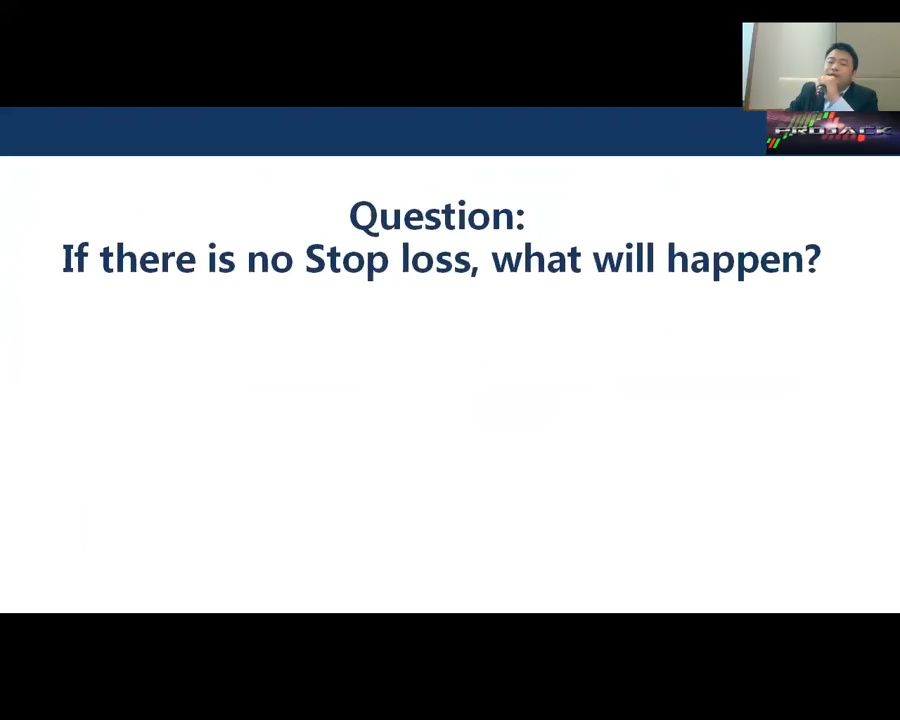 PROJACK
Question:
If there is no Stop loss, what will happen?